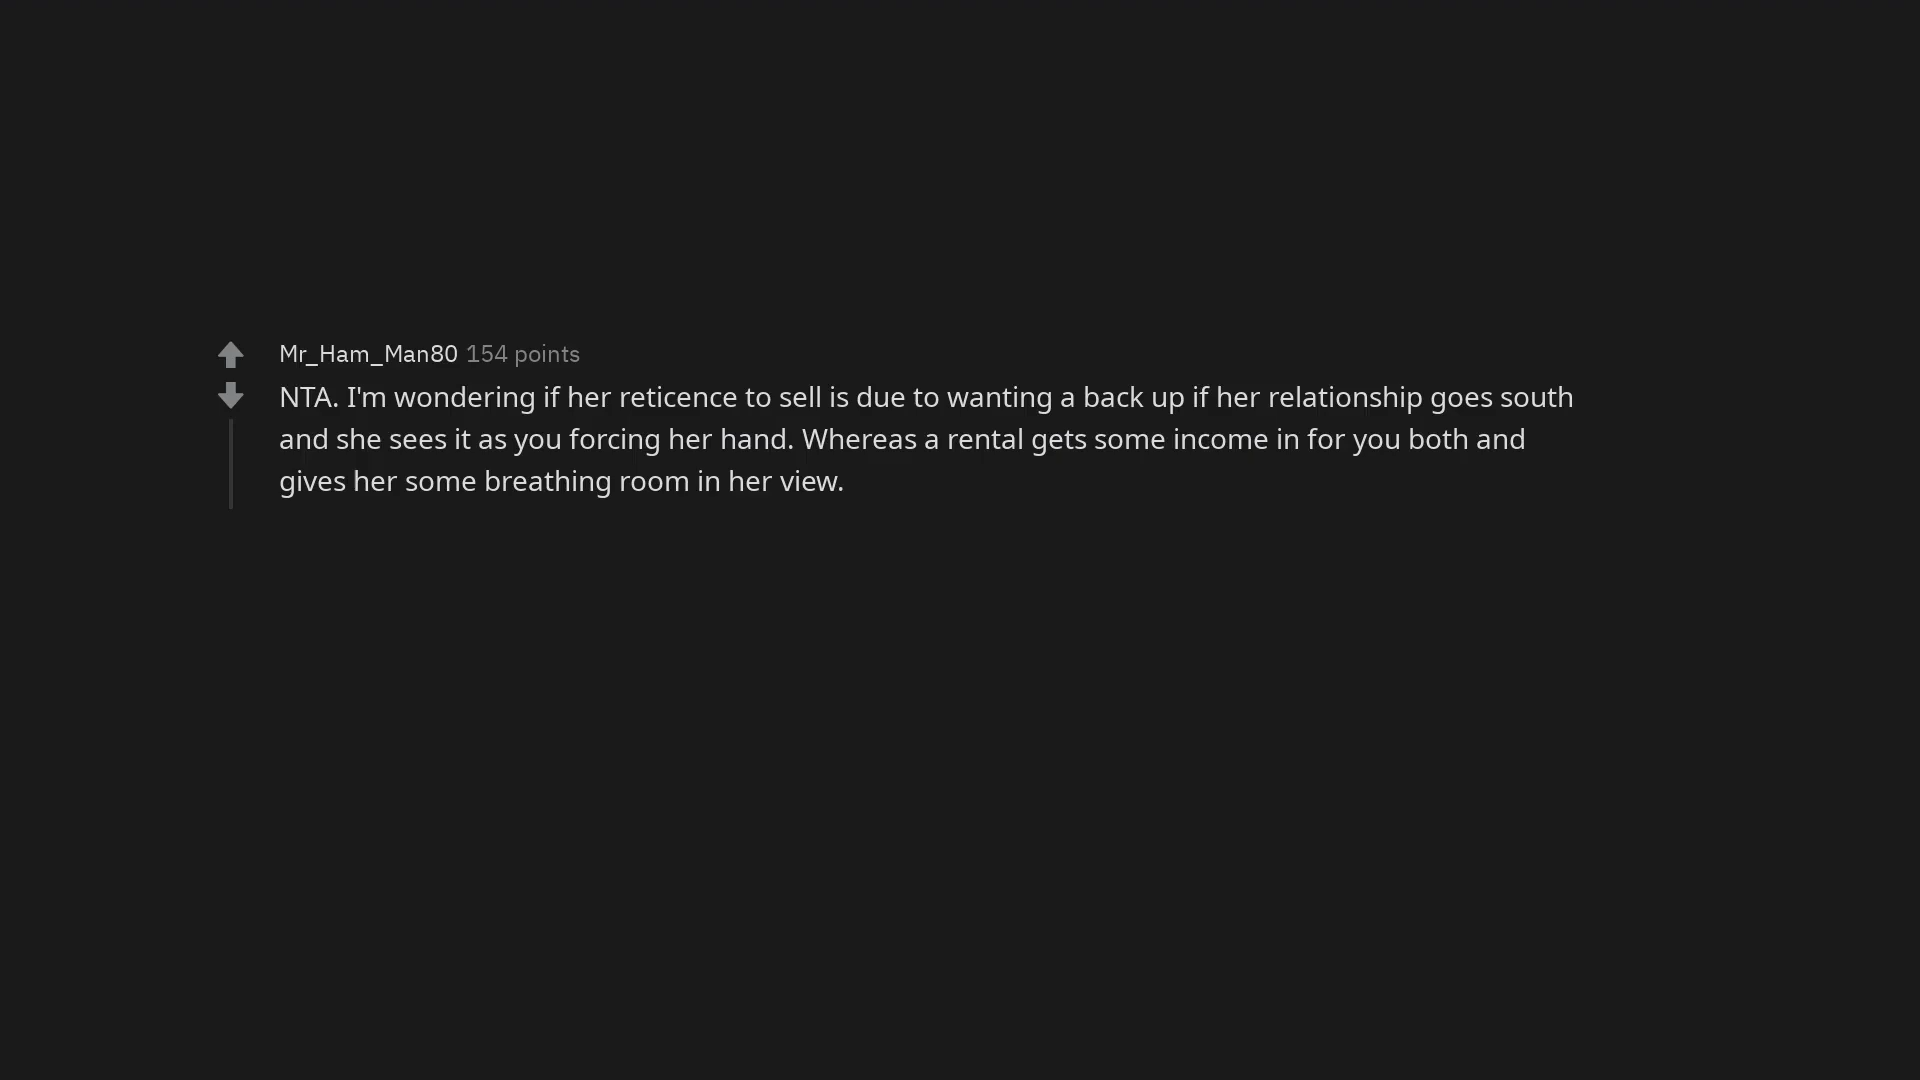 Mr_Ham_Man80 154 points
NTA. I'm wondering if her reticence to sell is due to wanting a back up if her relationship goes south
and she sees it as you forcing her hand. Whereas a rental gets some income in for you both and
gives her some breathing room in her view.